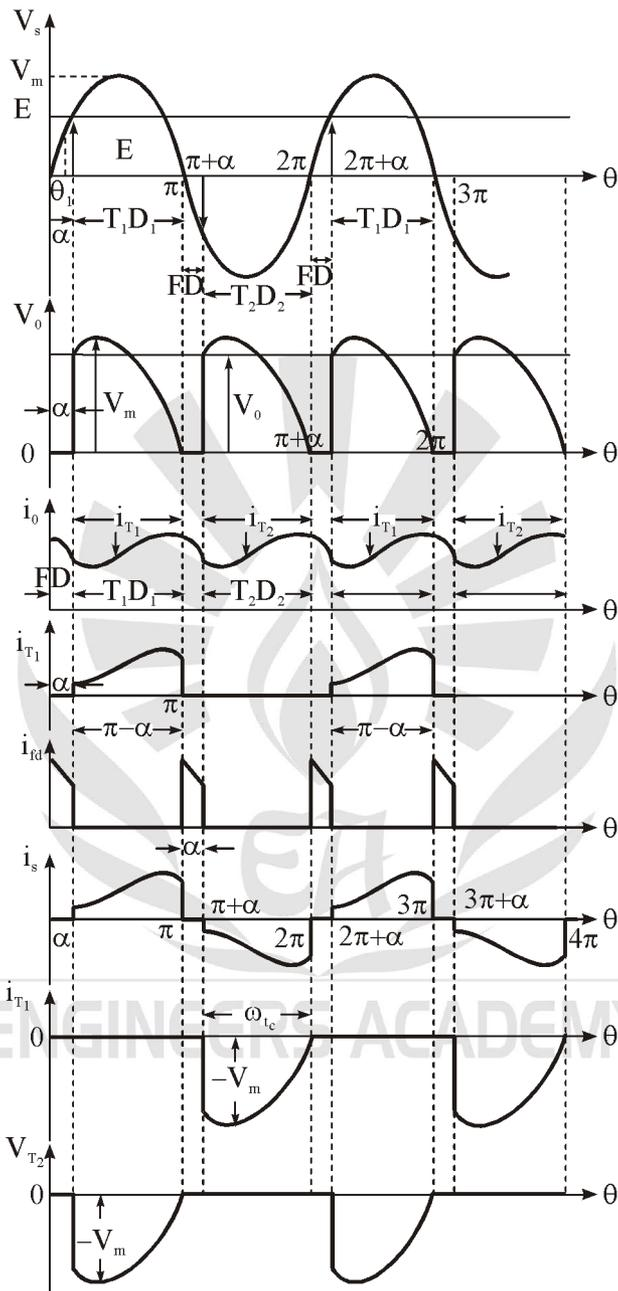 Vs
Vm
E
E
π+α
2π
2π+α
θ
θ1
π
3π
α
T1D1
T1D1
FD
FD
T2D2
V0
α
Vm
V0
π+α
2π
0
θ
i0
iT1
iT2
iT1
iT2
FD
T1D1
T2D2
θ
iT1
α
π
θ
π−α
π−α
ifd
θ
α
is
π+α
3π
3π+α
θ
α
π
2π
2π+α
4π
iT1
ωtc
ENGINEERS ACADEMY
0
θ
−Vm
VT2
0
θ
−Vm
EA